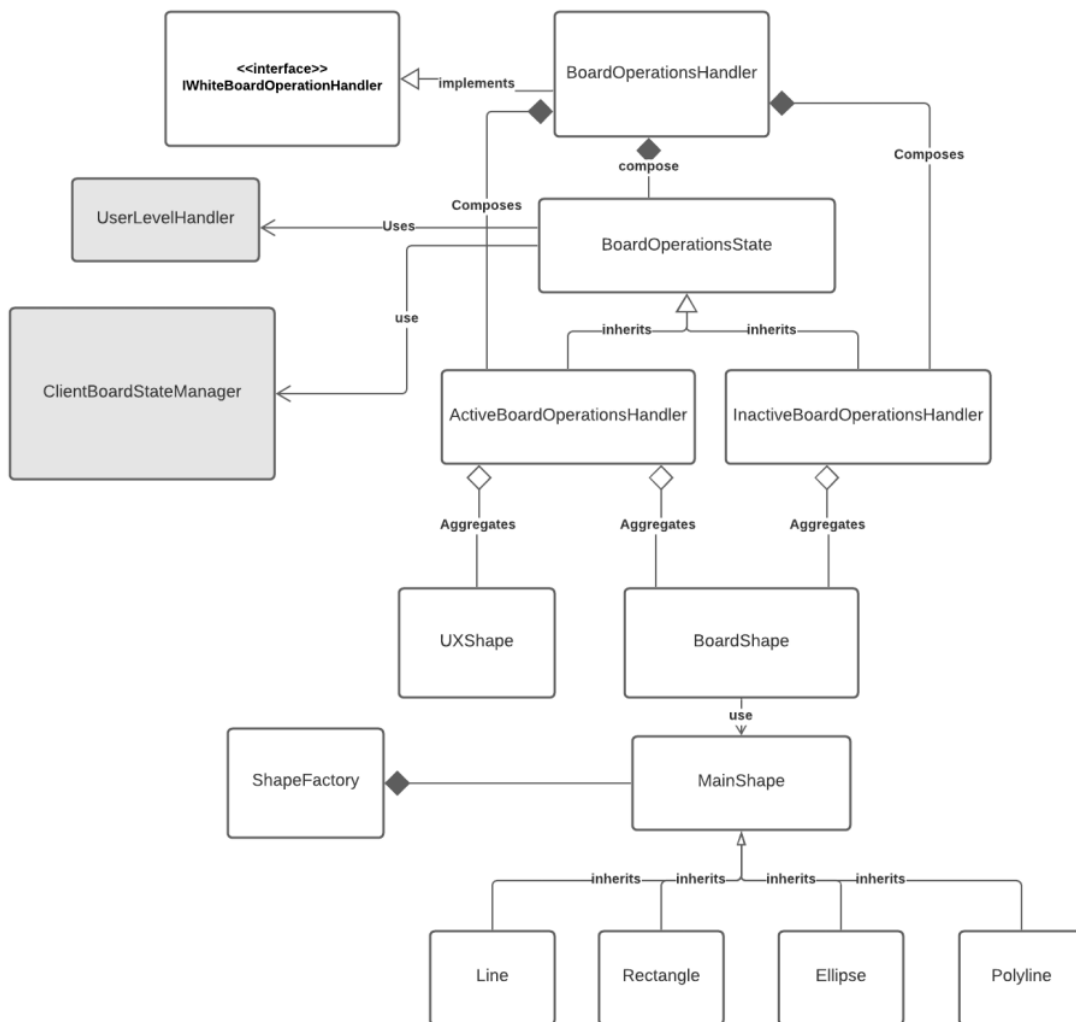 <<interface>>
IWhiteBoardOperationHandler
BoardOperationsHandler
implements
Composes
compose
Composes
UserLevelHandler
Uses
BoardOperationsState
use
inherits
inherits
ClientBoardStateManager
ActiveBoardOperationsHandler
InactiveBoardOperationsHandler
Aggregates
Aggregates
Aggregates
UXShape
BoardShape
use
ShapeFactory
MainShape
inherits
inherits
inherits
inherits
Line
Rectangle
Ellipse
Polyline